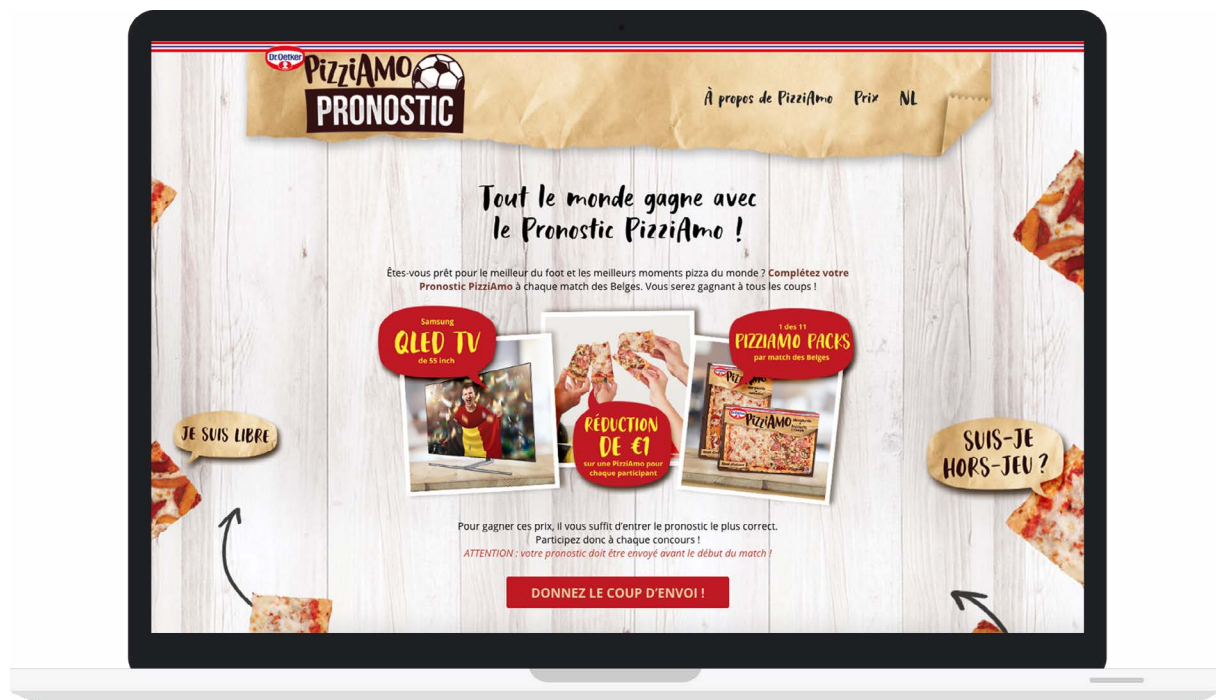 Dr.Oetker
PizziAmo
PRONOSTIC
À propos de PizziAmo Prix NL
Tout le monde gagne avec
le Pronostic PizziAmo !
Êtes-vous prêt pour le meilleur du foot et les meilleurs moments pizza du monde ? Complétez votre
Pronostic PizziAmo à chaque match des Belges. Vous serez gagnant à tous les coups !
Samsung
QLED TV
de 55 inch
RÉDUCTION
DE €1
sur une PizziAmo pour
chaque participant
1 des 11
PIZZIAMO PACKS
par match des Belges
PizziAmo
JE SUIS LIBRE
SUIS-JE
HORS-JEU ?
Pour gagner ces prix, il vous suffit d'entrer le pronostic le plus correct.
Participez donc à chaque concours !
ATTENTION : votre pronostic doit être envoyé avant le début du match !
DONNEZ LE COUP D'ENVOI !